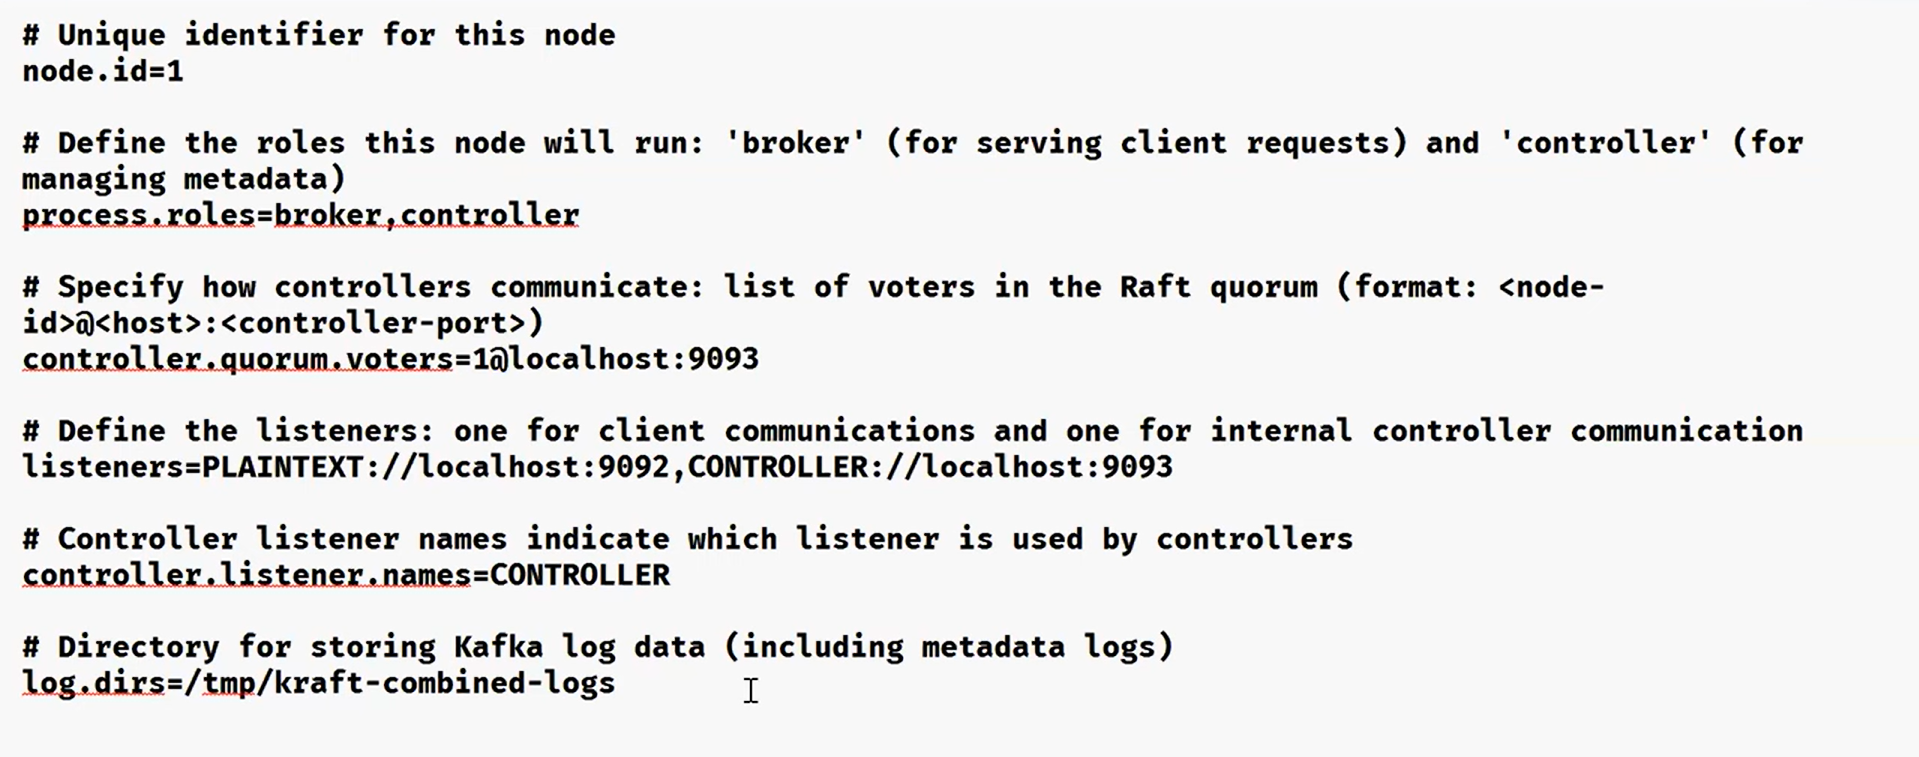 # Unique identifier for this node
node.id=1
# Define the roles this node will run: 'broker' (for serving client requests) and 'controller' (for
managing metadata)
process.roles=broker,controller
# Specify how controllers communicate: list of voters in the Raft quorum (format: <node-
id>@<host>:<controller-port>)
controller.quorum.voters=1@localhost:9093
# Define the listeners: one for client communications and one for internal controller communication
listeners=PLAINTEXT://localhost:9092,CONTROLLER://localhost:9093
# Controller listener names indicate which listener is used by controllers
controller.listener.names=CONTROLLER
# Directory for storing Kafka log data (including metadata logs)
log.dirs=/tmp/kraft-combined-logs